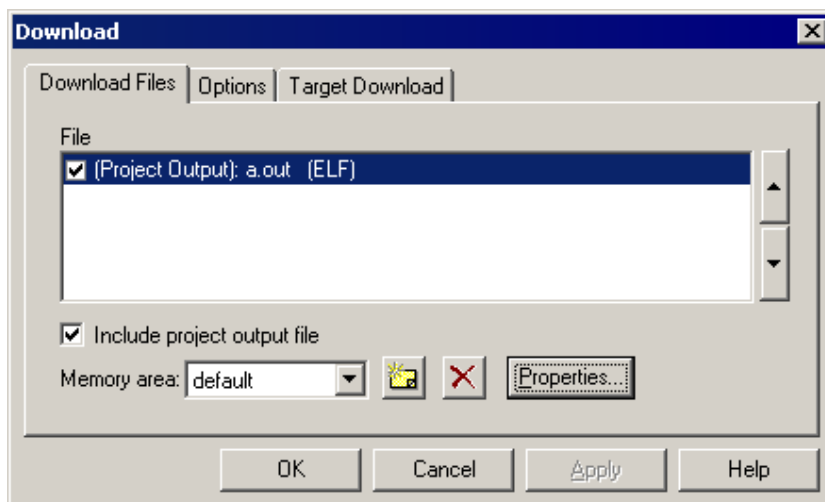 Download
Download Files Options Target Download
File
(Project Output): a.out (ELF)
Include project output file
Memory area: default Properties...
OK Cancel Apply Help